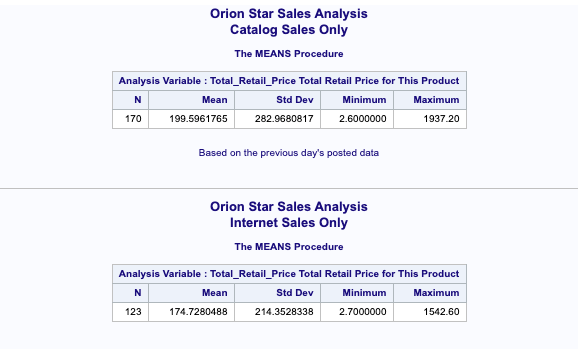 Orion Star Sales Analysis
Catalog Sales Only
The MEANS Procedure
Analysis Variable : Total_Retail_Price Total Retail Price for This Product
N Mean Std Dev Minimum Maximum
170 199.5961765 282.9680817 2.6000000 1937.20
Based on the previous day's posted data
Orion Star Sales Analysis
Internet Sales Only
The MEANS Procedure
Analysis Variable : Total_Retail_Price Total Retail Price for This Product
N Mean Std Dev Minimum Maximum
123 174.7280488 214.3528338 2.7000000 1542.60